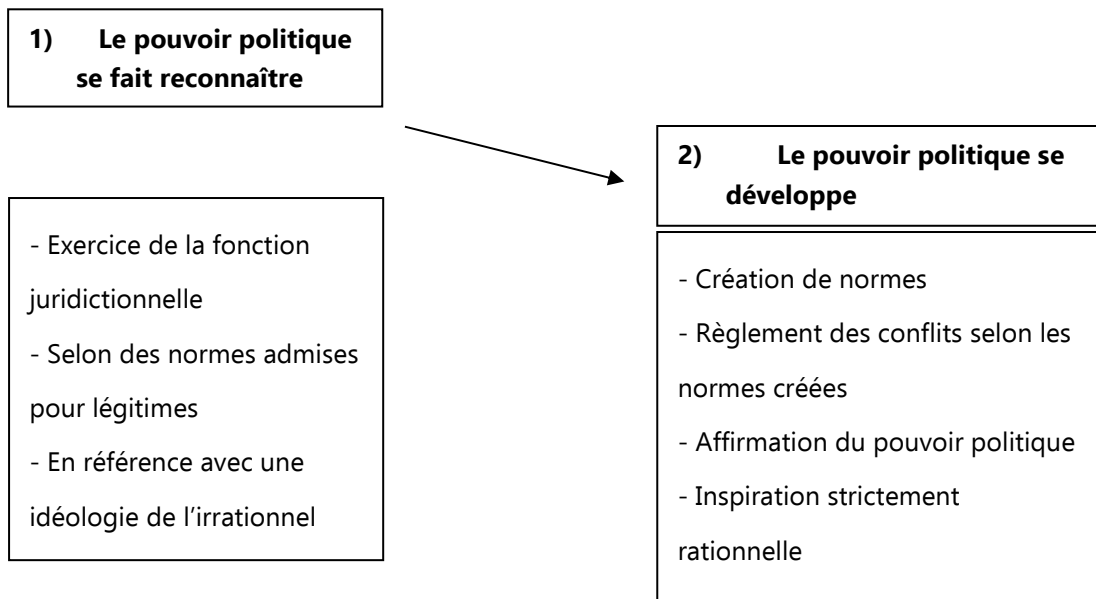 1) Le pouvoir politique
se fait reconnaître
- Exercice de la fonction
juridictionnelle
- Selon des normes admises
pour légitimes
- En référence avec une
idéologie de l’irrationnel
2) Le pouvoir politique se
développe
- Création de normes
- Règlement des conflits selon les
normes créées
- Affirmation du pouvoir politique
- Inspiration strictement
rationnelle